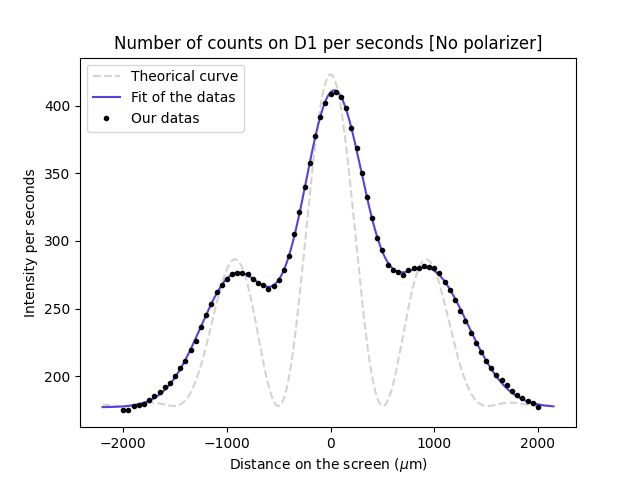 Number of counts on D1 per seconds [No polarizer]
Theorical curve
Fit of the datas
Our datas
Intensity per seconds
400
350
300
250
200
−2000
−1000
0
1000
2000
Distance on the screen (μm)